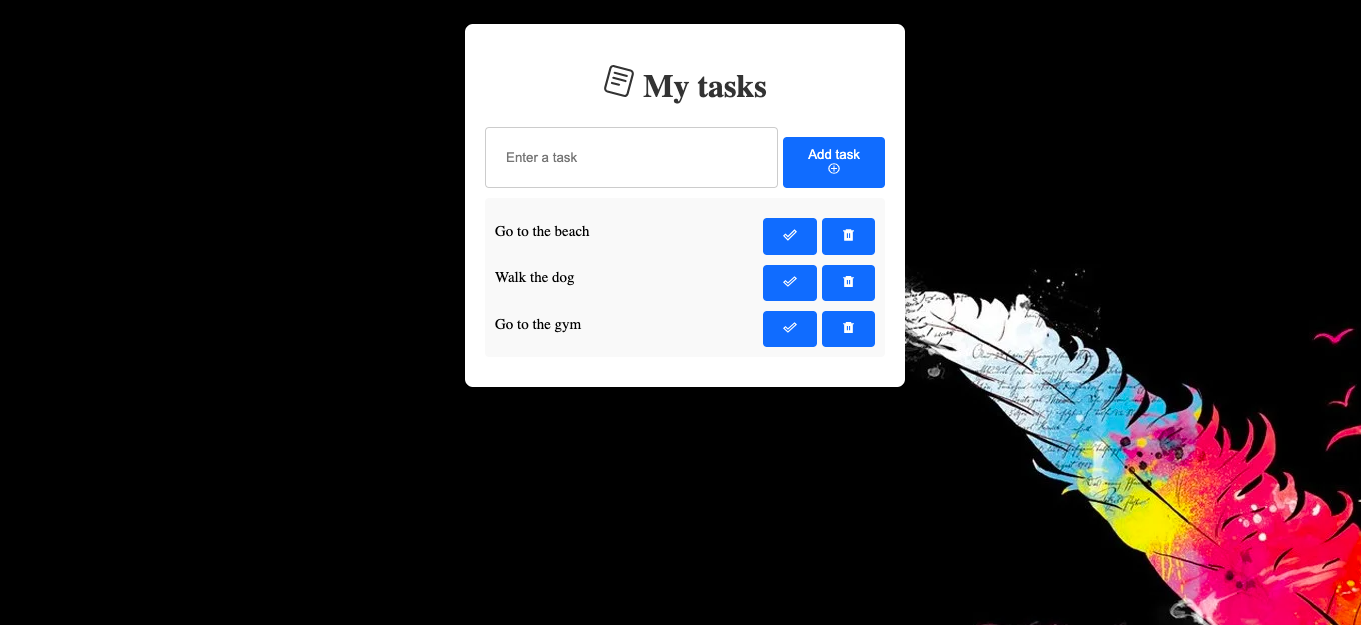 My tasks
Enter a task
Add task
Go to the beach
Walk the dog
Go to the gym